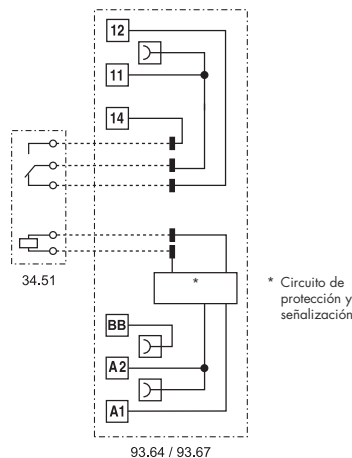 12
11
14
34.51
*
* Circuito de
protección y
señalización
BB
A2
A1
93.64 / 93.67